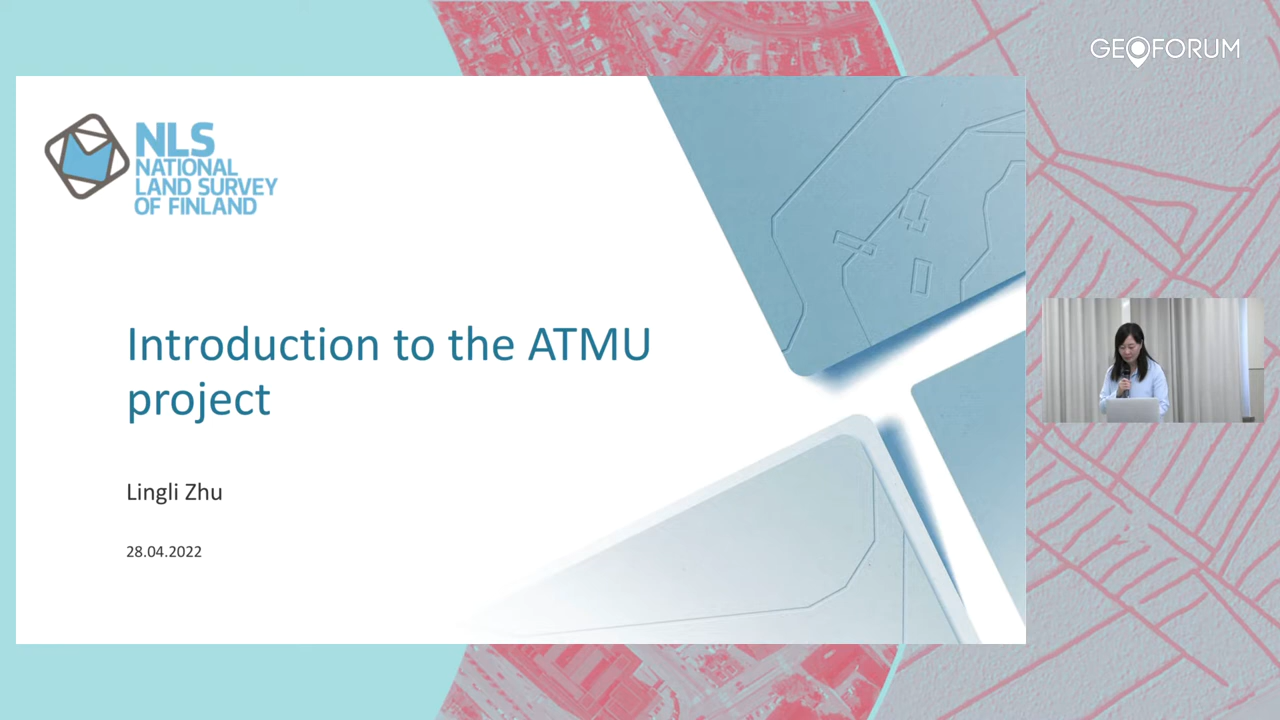 GEOFORUM
NLS
NATIONAL
LAND SURVEY
OF FINLAND
Introduction to the ATMU
project
Lingli Zhu
28.04.2022